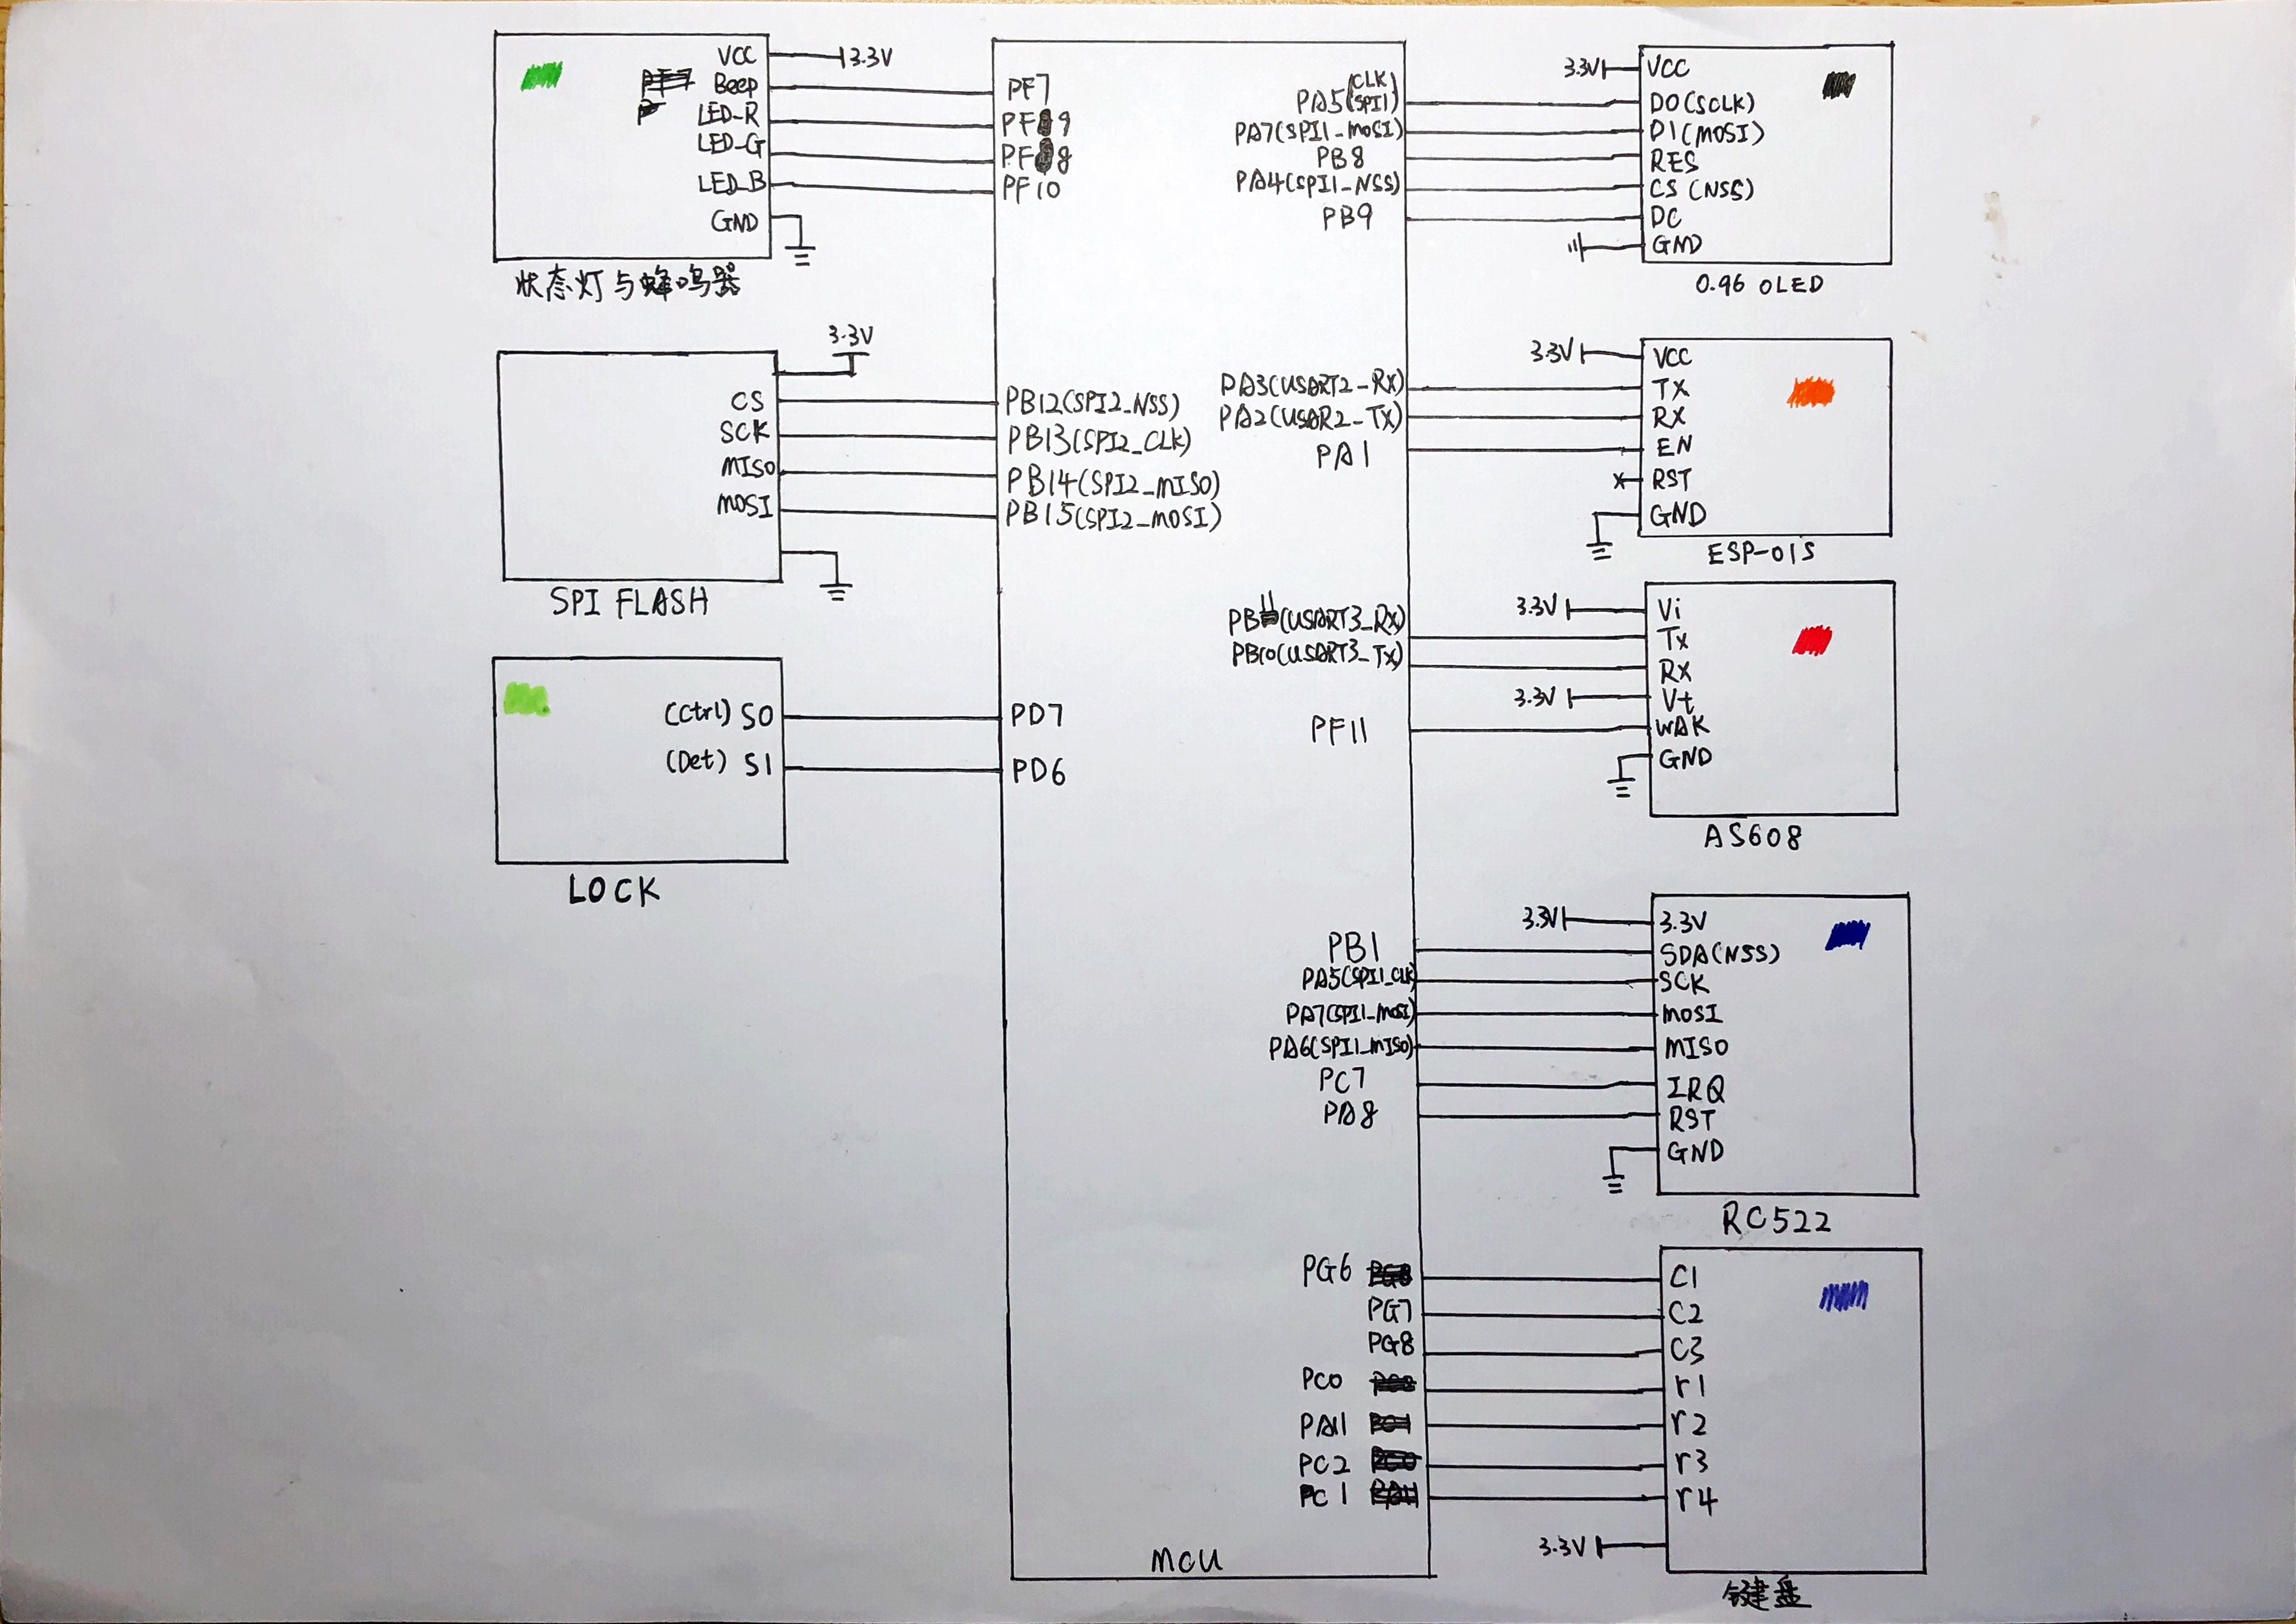 VCC
3.3V
Beep
LED-R
LED-G
LED_B
GND
状态灯与蜂鸣器
3.3V
CS
SCK
MISO
MOSI
SPI FLASH
(Ctrl) S0
(Det) S1
LOCK
PF7
PF9
PF8
PF10
PB12(SPI2_NSS)
PB13(SPI2_CLK)
PB14(SPI2_MISO)
PB15(SPI2_MOSI)
PD7
PD6
PA5(SPI1 CLK)
PA7(SPI1_MOSI)
PB8
PA4(SPI1_NSS)
PB9
PA3(USART2-RX)
PA2(USAR2-TX)
PA1
PB11(USART3_RX)
PB10(USART3_TX)
PF11
PB1
PA5(SPI1_CLK)
PA7(SPI1_MOSI)
PA6(SPI1_MISO)
PC7
PA8
PG6
PG7
PG8
PC0
PA11
PC2
PC1
MCU
3.3V
VCC
D0(SCLK)
D1(MOSI)
RES
CS(NSS)
DC
GND
0.96 OLED
3.3V
VCC
TX
RX
EN
RST
GND
ESP-01S
3.3V
Vi
Tx
Rx
3.3V
Vt
WAK
GND
AS608
3.3V
3.3V
SDA(NSS)
SCK
MOSI
MISO
IRQ
RST
GND
RC522
C1
C2
C3
r1
r2
r3
r4
3.3V
键盘